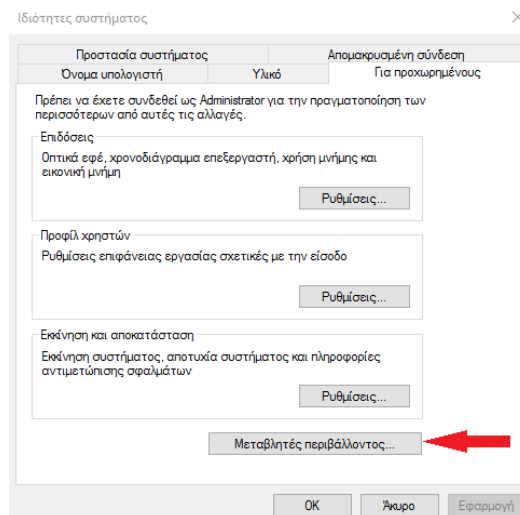 Ιδιότητες συστήματος
Προστασία συστήματος Απομακρυσμένη σύνδεση
Όνομα υπολογιστή Υλικό Για προχωρημένους
Πρέπει να έχετε συνδεθεί ως Administrator για την πραγματοποίηση των
περισσότερων από αυτές τις αλλαγές.
Επιδόσεις
Οπτικά εφέ, χρονοδιάγραμμα επεξεργαστή, χρήση μνήμης και
εικονική μνήμη
Ρυθμίσεις...
Προφίλ χρηστών
Ρυθμίσεις επιφάνειας εργασίας σχετικές με την είσοδο
Ρυθμίσεις...
Εκκίνηση και αποκατάσταση
Εκκίνηση συστήματος, αποτυχία συστήματος και πληροφορίες
αντιμετώπισης σφαλμάτων
Ρυθμίσεις...
Μεταβλητές περιβάλλοντος...
OK Άκυρο Εφαρμογή